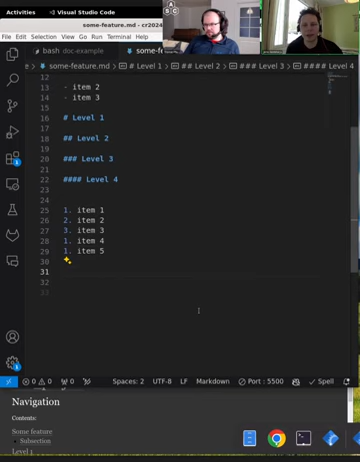 Activities
Visual Studio Code
some-feature.md - cr2024
File Edit Selection View Go Run Terminal Help
bash doc-example
some-fe
some-feature.md > # Level 1 > ## Level 2 > ### Level 3 > #### Level 4
12
13 - item 2
14 - item 3
15
16 # Level 1
17
18 ## Level 2
19
20 ### Level 3
21
22 #### Level 4
23
24
25 1. item 1
26 2. item 2
27 3. item 3
28 1. item 4
29 1. item 5
30
31
32
33
0 0 0 Spaces: 2 UTF-8 LF Markdown Port : 5500 Spell
Navigation
Contents:
Some feature
Subsection
Level 1